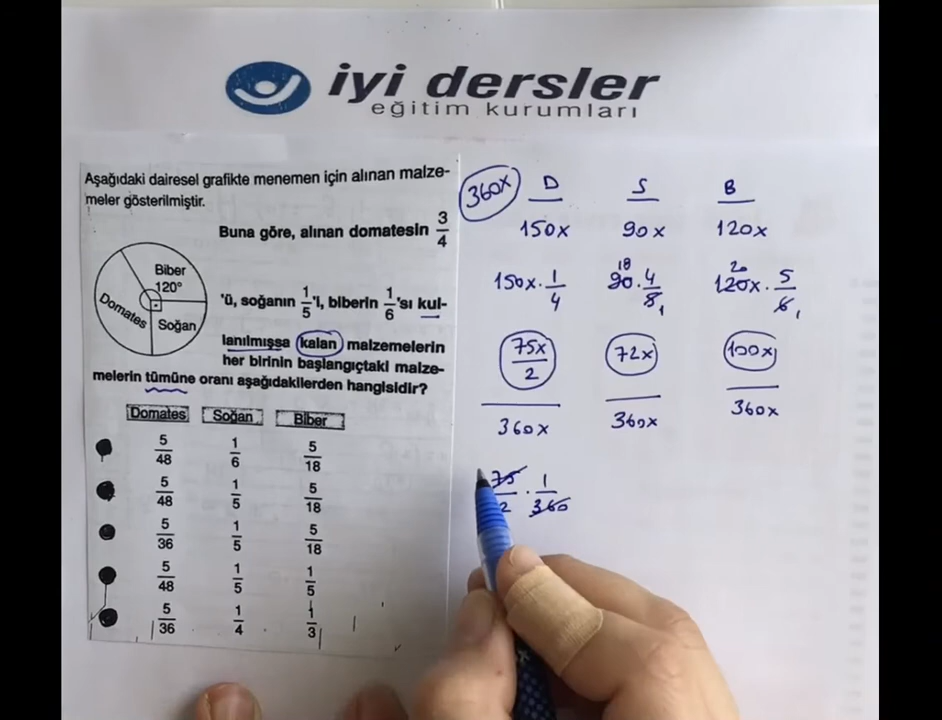 iyi dersler
eğitim kurumları
Aşağıdaki dairesel grafikte menemen için alınan malze-
meler gösterilmiştir.
Buna göre, alınan domatesin 3/4
'ü, soğanın 1/5'i, biberin 1/6'sı kul-
lanılmışsa kalan malzemelerin
her birinin başlangıçtaki malze-
melerin tümüne oranı aşağıdakilerden hangisidir?
Biber
120°
Domates
Soğan
Domates Soğan Biber
5/48 1/6 5/18
5/48 1/5 5/18
5/36 1/5 5/18
5/48 1/5 1/5
5/36 1/4 1/3
360x D S B
150x 90x 120x
18 20
150x · 1/4 90 · 4/5 1 120x · 5/6 1
75x/2 72x 100x
360x 360x 360x
75/2 · 1/360